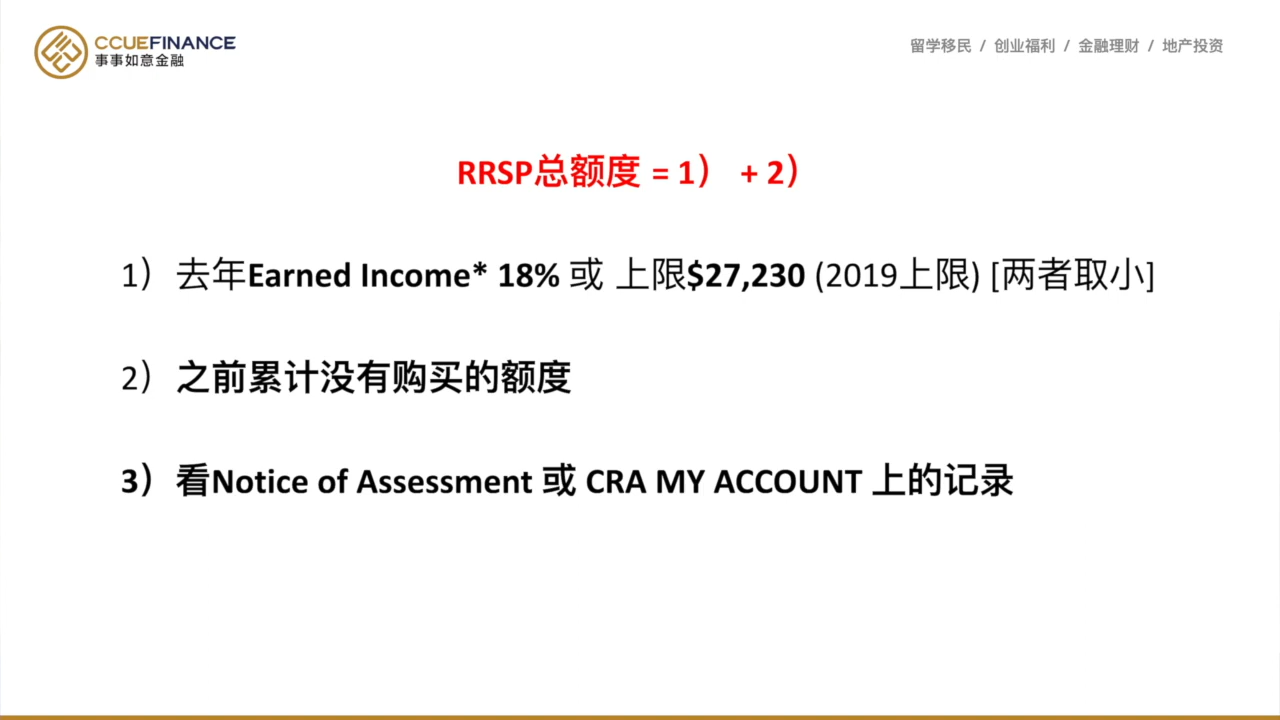 CCUEFINANCE
事事如意金融
留学移民 / 创业福利 / 金融理财 / 地产投资
RRSP总额度 = 1） + 2）
1）去年Earned Income* 18% 或 上限$27,230 (2019上限) [两者取小]
2）之前累计没有购买的额度
3）看Notice of Assessment 或 CRA MY ACCOUNT 上的记录